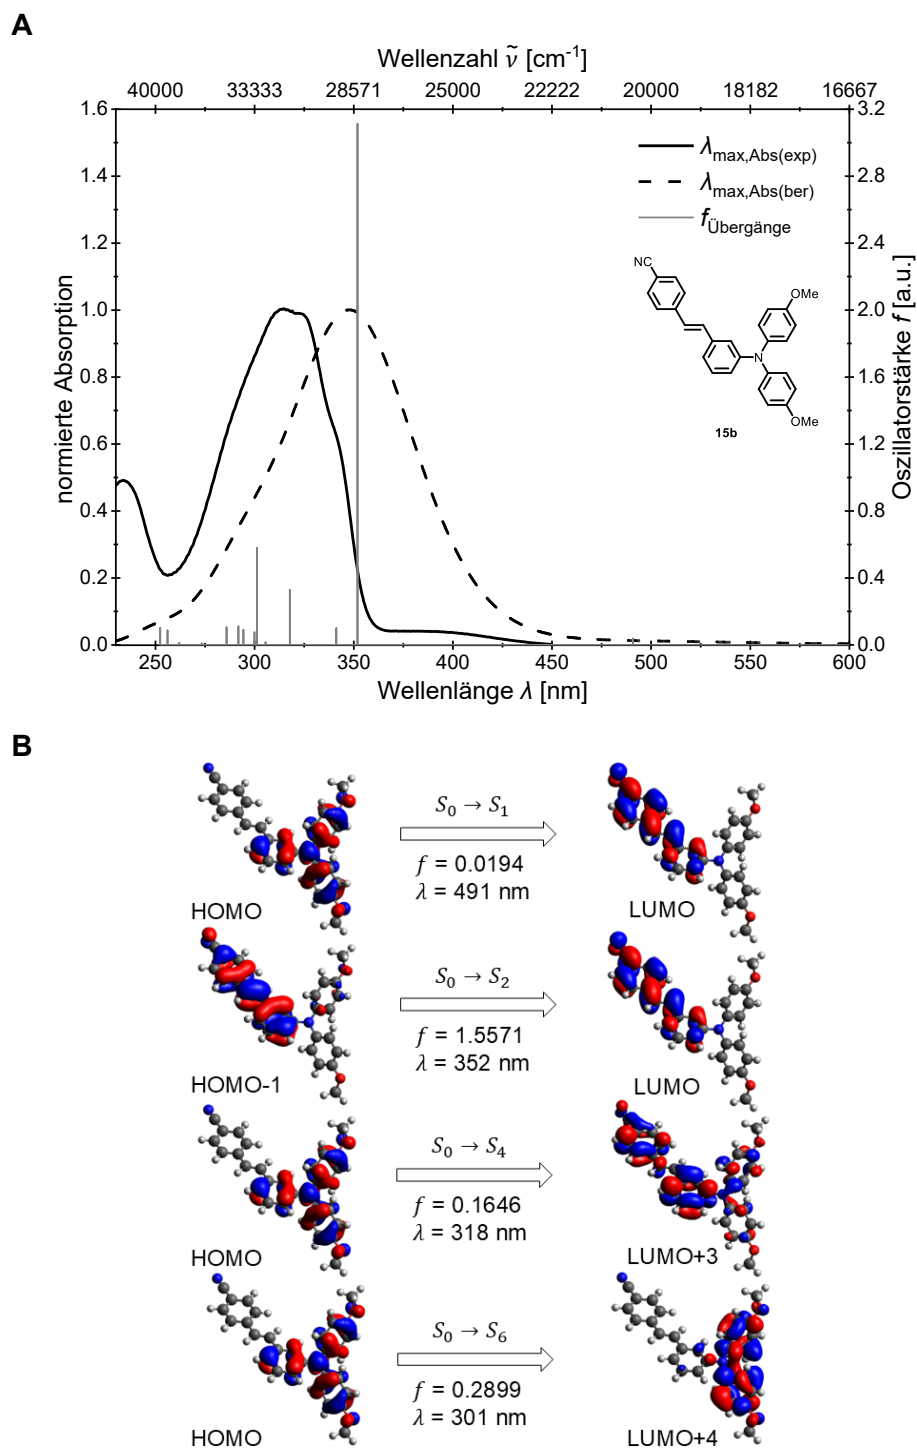 A
Wellenzahl ν̃ [cm-1]
40000 33333 28571 25000 22222 20000 18182 16667
1.6 3.2
1.4 2.8
1.2 2.4
1.0 2.0
0.8 1.6
0.6 1.2
0.4 0.8
0.2 0.4
0.0 0.0
normierte Absorption
Oszillatorstärke f [a.u.]
λmax,Abs(exp)
λmax,Abs(ber)
fÜbergänge
NC
OMe
N
OMe
15b
250 300 350 400 450 500 550 600
Wellenlänge λ [nm]
B
S0 → S1
f = 0.0194
λ = 491 nm
HOMO LUMO
S0 → S2
f = 1.5571
λ = 352 nm
HOMO-1 LUMO
S0 → S4
f = 0.1646
λ = 318 nm
HOMO LUMO+3
S0 → S6
f = 0.2899
λ = 301 nm
HOMO LUMO+4